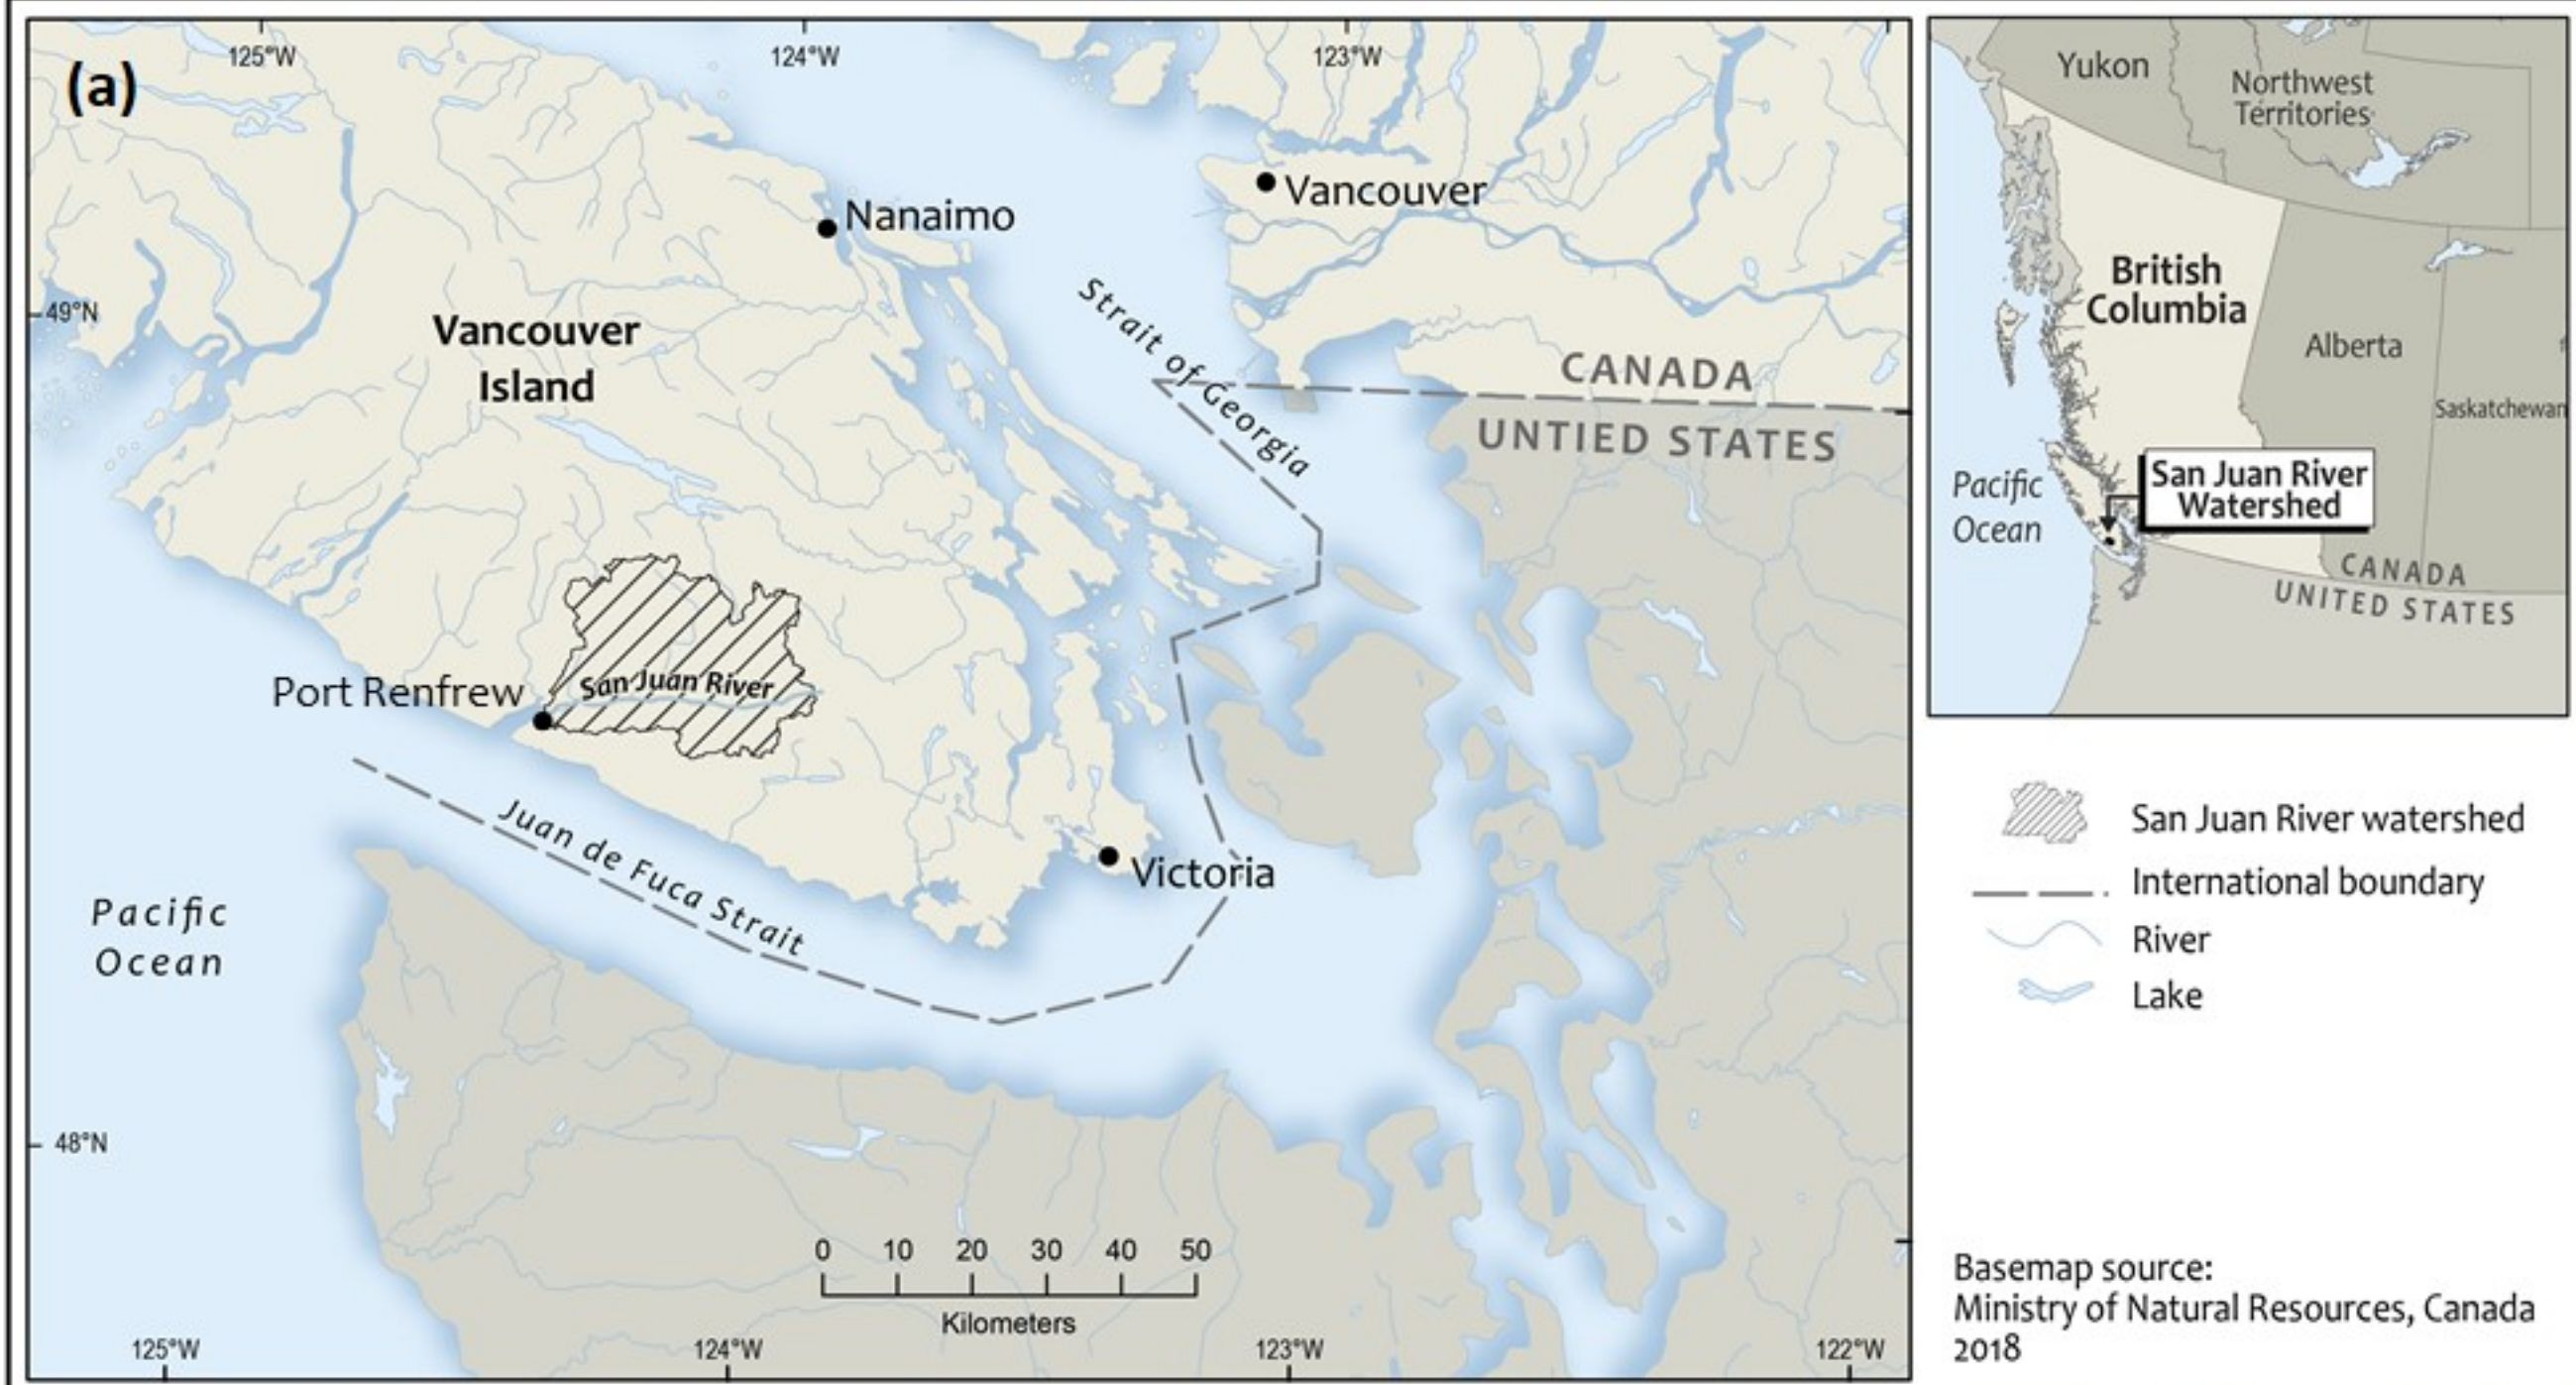 (a)
125°W
124°W
123°W
Nanaimo
Vancouver
49°N
Vancouver
Island
Strait of Georgia
CANADA
UNTIED STATES
Port Renfrew
San Juan River
Juan de Fuca Strait
Victoria
Pacific
Ocean
48°N
0 10 20 30 40 50
Kilometers
125°W
124°W
123°W
122°W
Yukon
Northwest
Territories
British
Columbia
Alberta
Saskatchewan
Pacific
Ocean
San Juan River
Watershed
CANADA
UNITED STATES
San Juan River watershed
International boundary
River
Lake
Basemap source:
Ministry of Natural Resources, Canada
2018